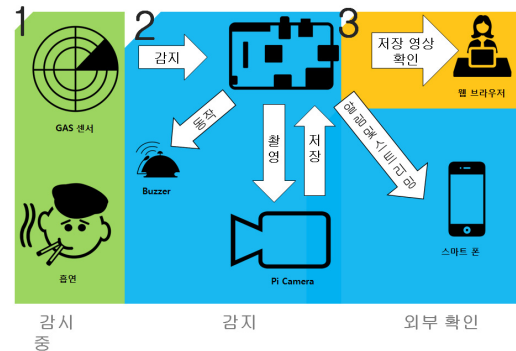 1
GAS 센서
흡연
감시
중
2
감지
동작
Buzzer
촬영
저장
Pi Camera
감지
3
저장 영상
확인
웹 브라우저
스마트 폰
외부 확인